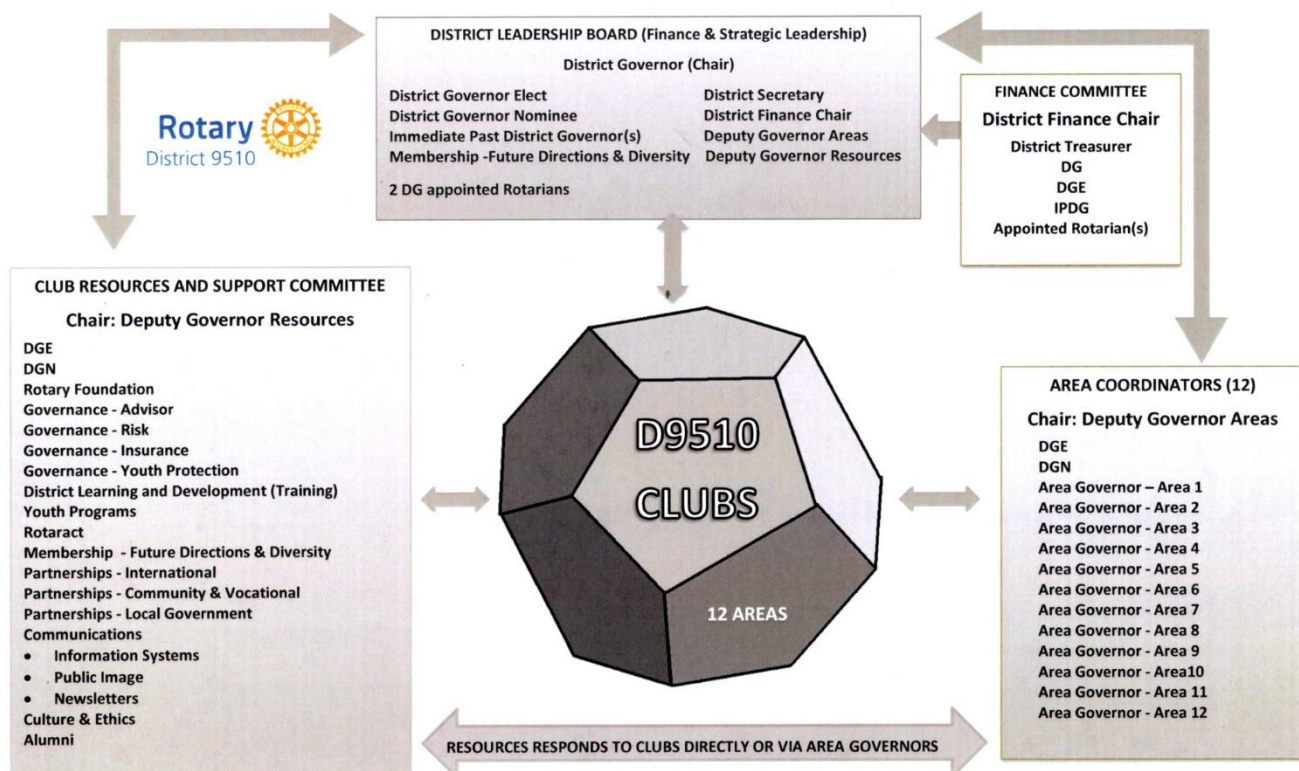 DISTRICT LEADERSHIP BOARD (Finance & Strategic Leadership)
District Governor (Chair)
District Governor Elect
District Governor Nominee
Immediate Past District Governor(s)
Membership -Future Directions & Diversity
2 DG appointed Rotarians
District Secretary
District Finance Chair
Deputy Governor Areas
Deputy Governor Resources
Rotary
District 9510
FINANCE COMMITTEE
District Finance Chair
District Treasurer
DG
DGE
IPDG
Appointed Rotarian(s)
CLUB RESOURCES AND SUPPORT COMMITTEE
Chair: Deputy Governor Resources
DGE
DGN
Rotary Foundation
Governance - Advisor
Governance - Risk
Governance - Insurance
Governance - Youth Protection
District Learning and Development (Training)
Youth Programs
Rotaract
Membership - Future Directions & Diversity
Partnerships - International
Partnerships - Community & Vocational
Partnerships - Local Government
Communications
• Information Systems
• Public Image
• Newsletters
Culture & Ethics
Alumni
D9510
CLUBS
12 AREAS
AREA COORDINATORS (12)
Chair: Deputy Governor Areas
DGE
DGN
Area Governor – Area 1
Area Governor - Area 2
Area Governor - Area 3
Area Governor - Area 4
Area Governor - Area 5
Area Governor - Area 6
Area Governor - Area 7
Area Governor - Area 8
Area Governor - Area 9
Area Governor - Area10
Area Governor - Area 11
Area Governor - Area 12
RESOURCES RESPONDS TO CLUBS DIRECTLY OR VIA AREA GOVERNORS